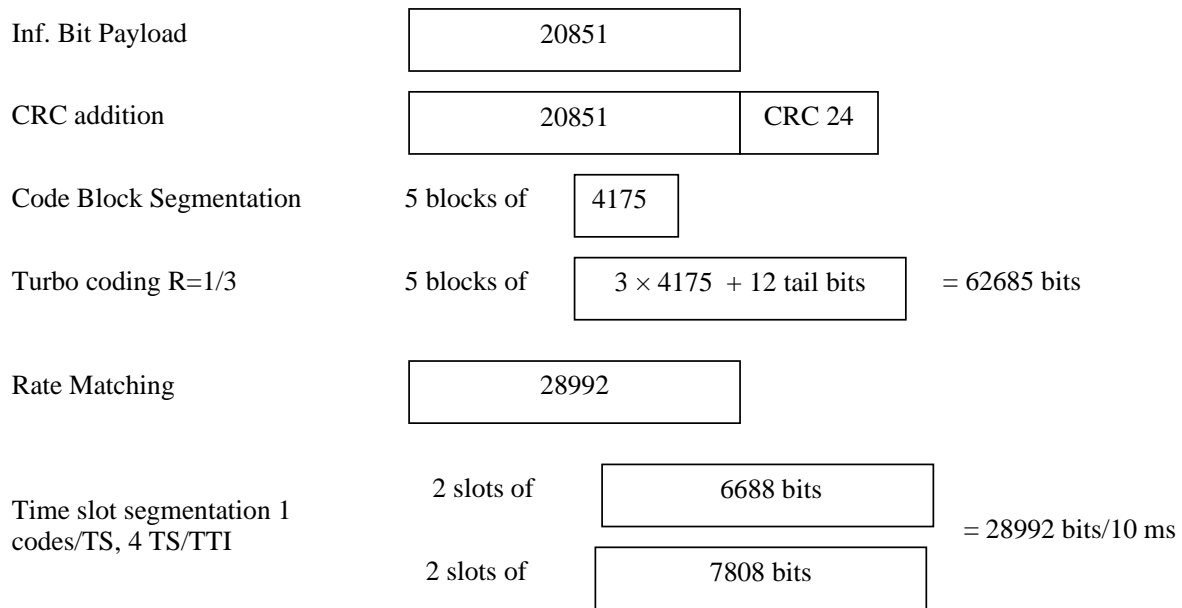 Inf. Bit Payload 20851
CRC addition 20851 CRC 24
Code Block Segmentation 5 blocks of 4175
Turbo coding R=1/3 5 blocks of 3 × 4175 + 12 tail bits = 62685 bits
Rate Matching 28992
2 slots of 6688 bits
Time slot segmentation 1
codes/TS, 4 TS/TTI
= 28992 bits/10 ms
2 slots of 7808 bits